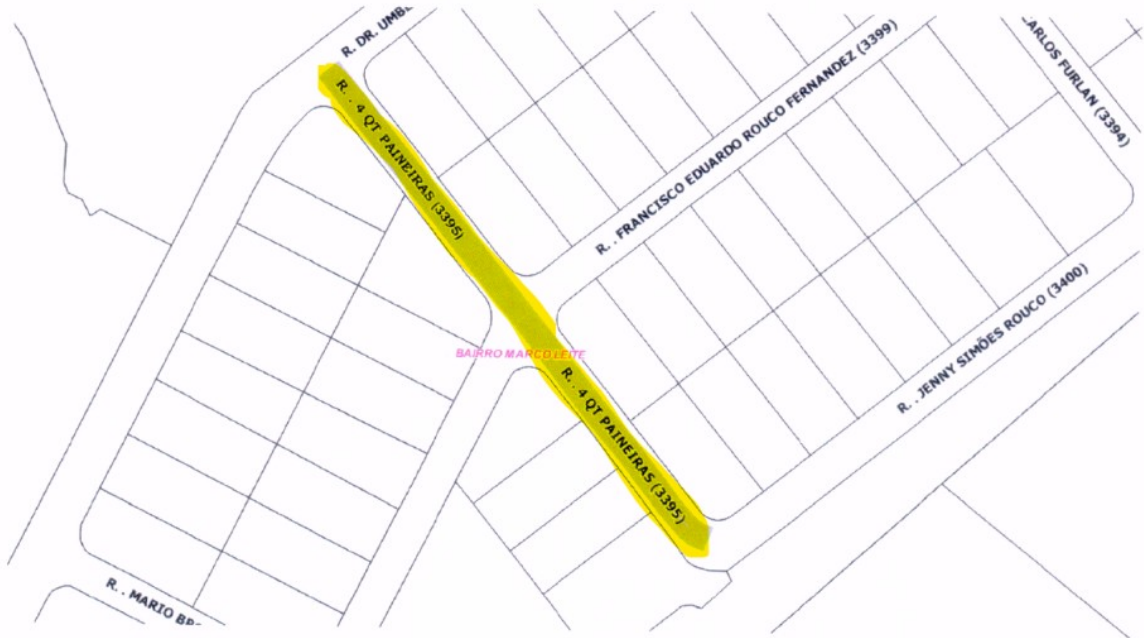 R. DR. UMB
CARLOS FURLAN (3394)
R. . FRANCISCO EDUARDO ROUCO FERNANDEZ (3399)
R. . 4 QT PAINEIRAS (3395)
R. . JENNY SIMÕES ROUCO (3400)
BAIRRO MARCO LEITE
R. . 4 QT PAINEIRAS (3395)
R. . MARIO BR